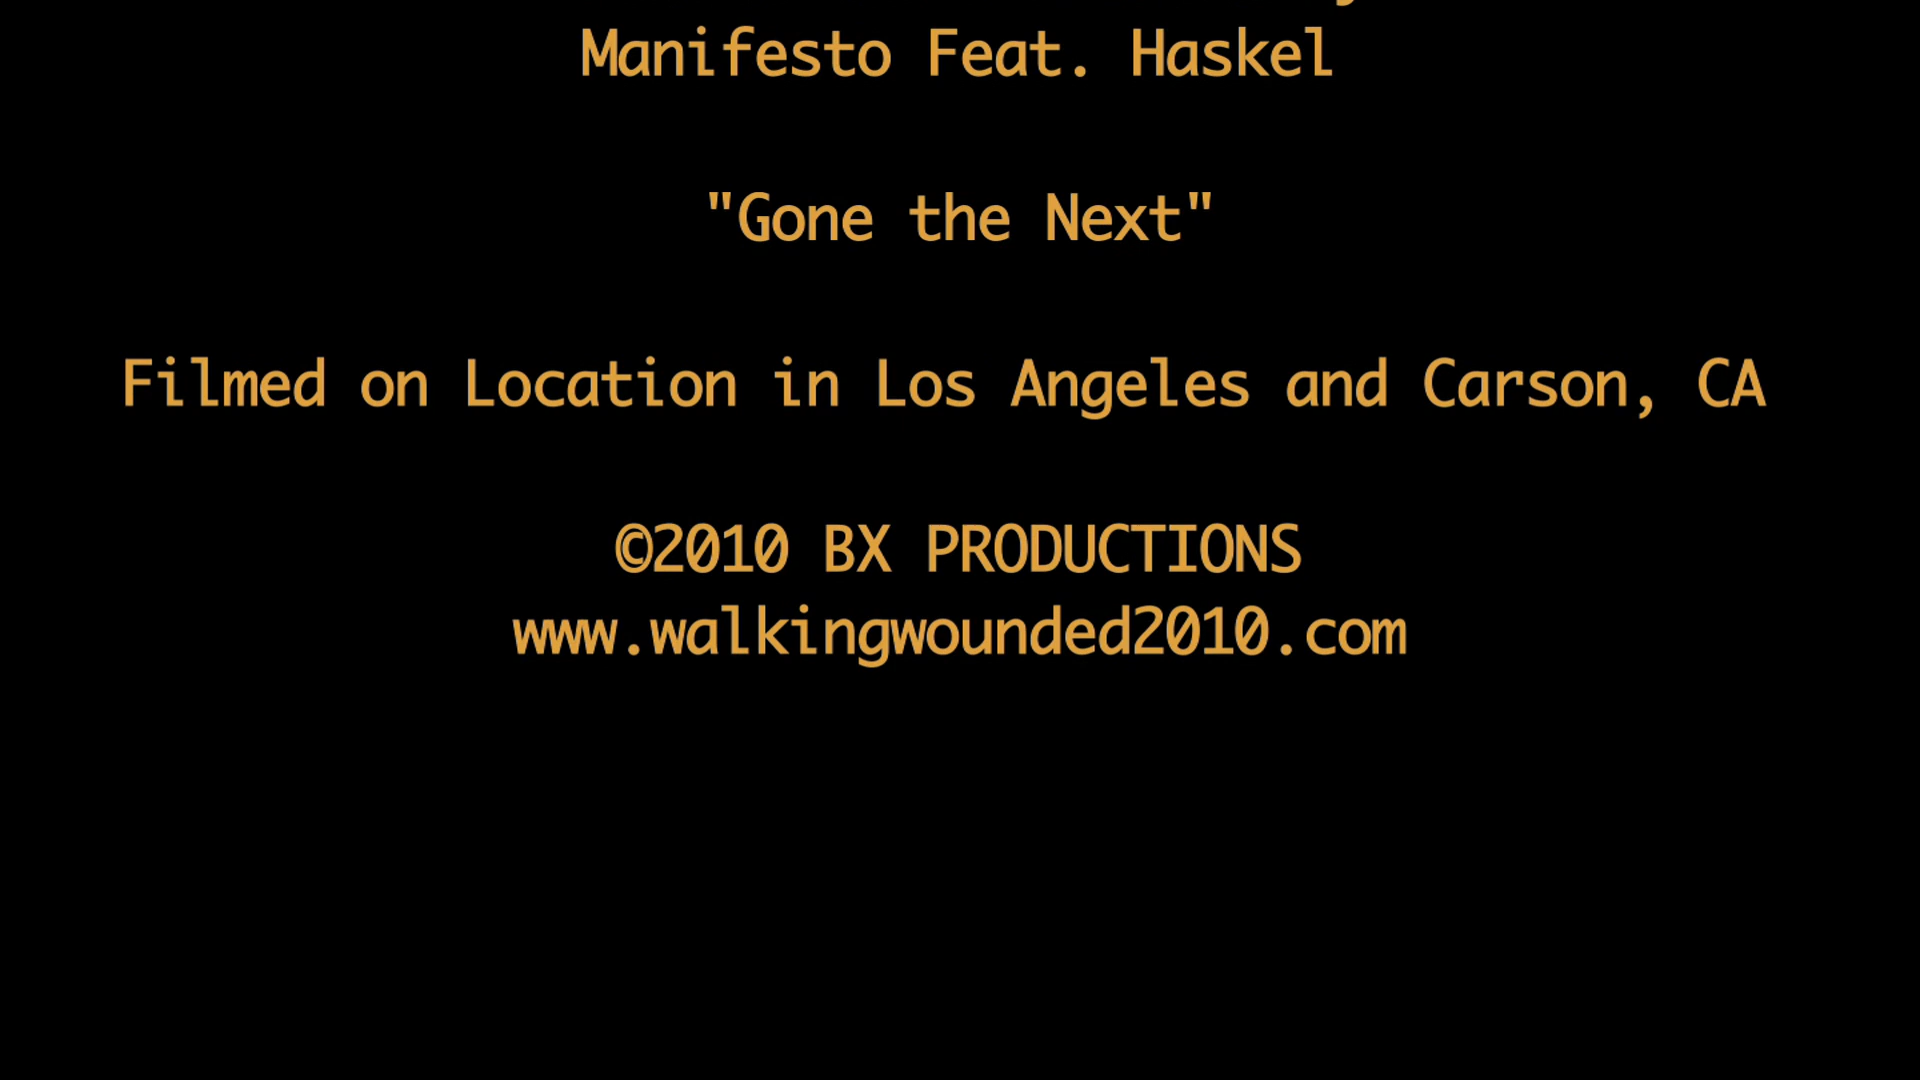 Manifesto Feat. Haskel
"Gone the Next"
Filmed on Location in Los Angeles and Carson, CA
©2010 BX PRODUCTIONS
www.walkingwounded2010.com